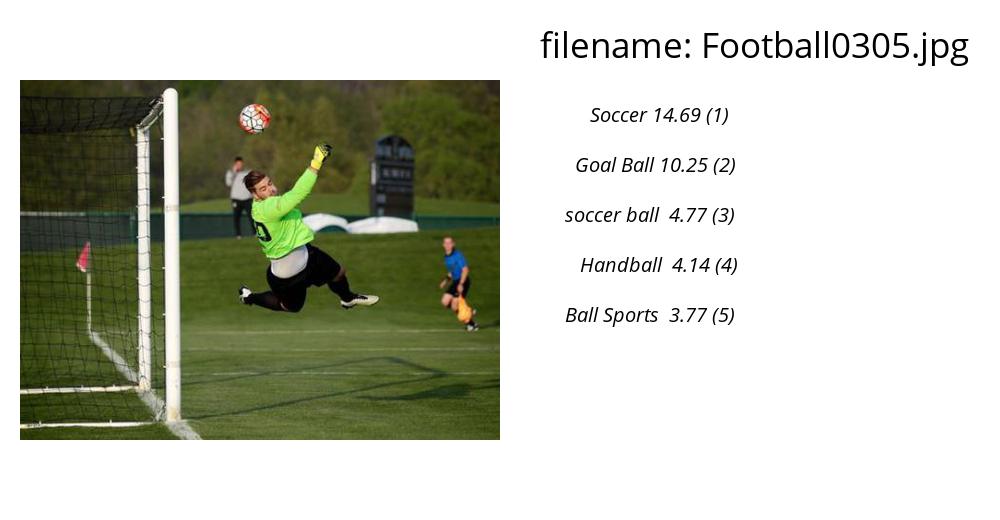 filename: Football0305.jpg
Soccer 14.69 (1)
Goal Ball 10.25 (2)
soccer ball 4.77 (3)
Handball 4.14 (4)
Ball Sports 3.77 (5)